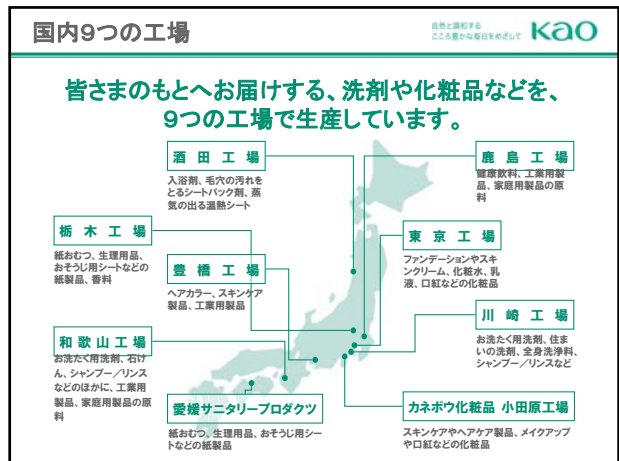 国内9つの工場
自然と調和する
こころ豊かな毎日をめざして
kao
皆さまのもとへお届けする、洗剤や化粧品などを、
9つの工場で生産しています。
酒田工場
入浴剤、毛穴の汚れを
とるシートパック剤、蒸
気の出る温熱シート
鹿島工場
健康飲料、工業用製
品、家庭用製品の原
料
栃木工場
紙おむつ、生理用品、
おそうじ用シートなどの
紙製品、香料
豊橋工場
ヘアカラー、スキンケア
製品、工業用製品
東京工場
ファンデーションやスキ
ンクリーム、化粧水、乳
液、口紅などの化粧品
川崎工場
お洗たく用洗剤、住ま
いの洗剤、全身洗浄料、
シャンプー/リンスなど
和歌山工場
お洗たく用洗剤、石け
ん、シャンプー/リンス
などのほかに、工業用
製品、家庭用製品の原
料
愛媛サニタリープロダクツ
紙おむつ、生理用品、おそうじ用シー
トなどの紙製品
カネボウ化粧品 小田原工場
スキンケアやヘアケア製品、メイクアップ
や口紅などの化粧品